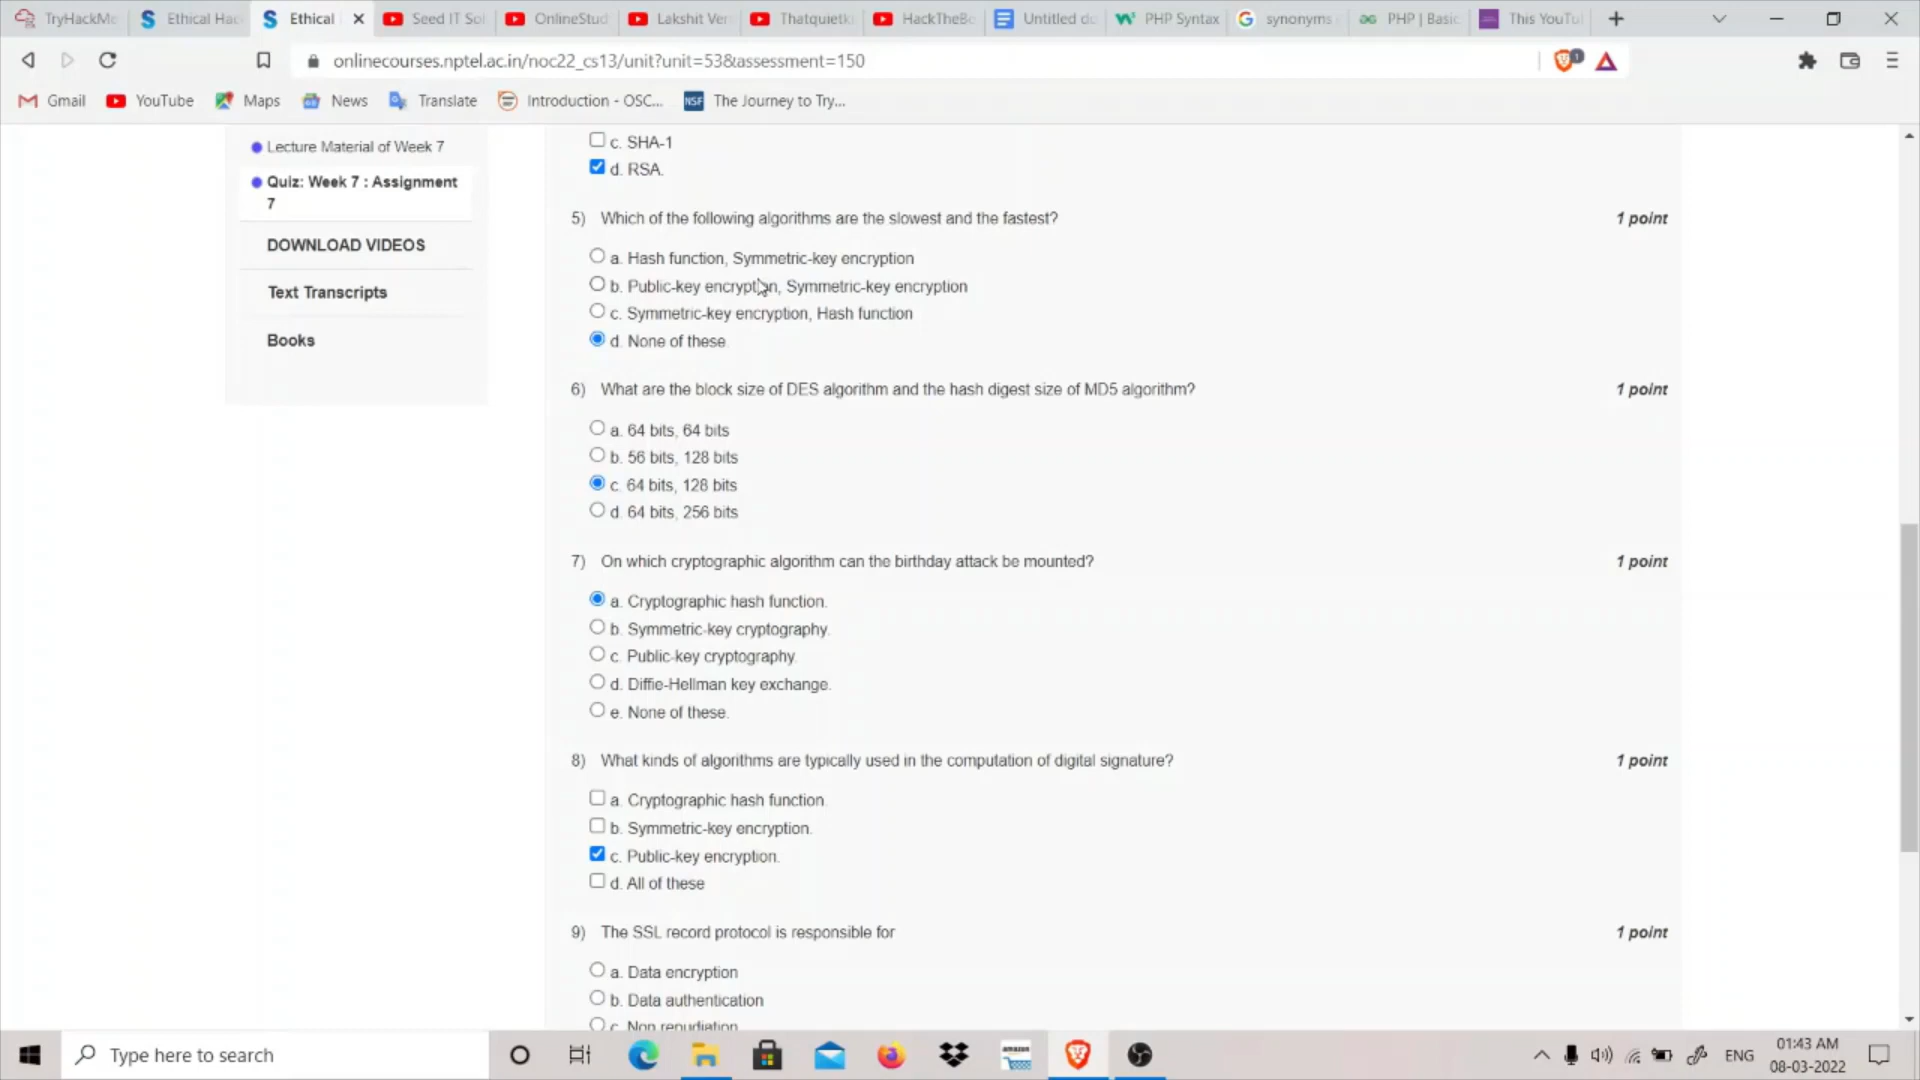 TryHackMe
Ethical Hac
Ethical
Seed IT Sol
OnlineStud
Lakshit Ver
Thatquietk
HackTheBo
Untitled do
PHP Syntax
synonyms
PHP | Basic
This YouTu
onlinecourses.nptel.ac.in/noc22_cs13/unit?unit=53&assessment=150
1
Gmail
YouTube
Maps
News
Translate
Introduction - OSC...
NSF
The Journey to Try...
Lecture Material of Week 7
Quiz: Week 7 : Assignment
7
DOWNLOAD VIDEOS
Text Transcripts
Books
c. SHA-1
d. RSA.
5) Which of the following algorithms are the slowest and the fastest? 1 point
a. Hash function, Symmetric-key encryption
b. Public-key encryption, Symmetric-key encryption
c. Symmetric-key encryption, Hash function
d. None of these.
6) What are the block size of DES algorithm and the hash digest size of MD5 algorithm? 1 point
a. 64 bits, 64 bits
b. 56 bits, 128 bits
c. 64 bits, 128 bits
d. 64 bits, 256 bits
7) On which cryptographic algorithm can the birthday attack be mounted? 1 point
a. Cryptographic hash function.
b. Symmetric-key cryptography.
c. Public-key cryptography.
d. Diffie-Hellman key exchange.
e. None of these.
8) What kinds of algorithms are typically used in the computation of digital signature? 1 point
a. Cryptographic hash function.
b. Symmetric-key encryption.
c. Public-key encryption.
d. All of these
9) The SSL record protocol is responsible for 1 point
a. Data encryption
b. Data authentication
c. Non repudiation
Type here to search
amazon
ENG
01:43 AM
08-03-2022